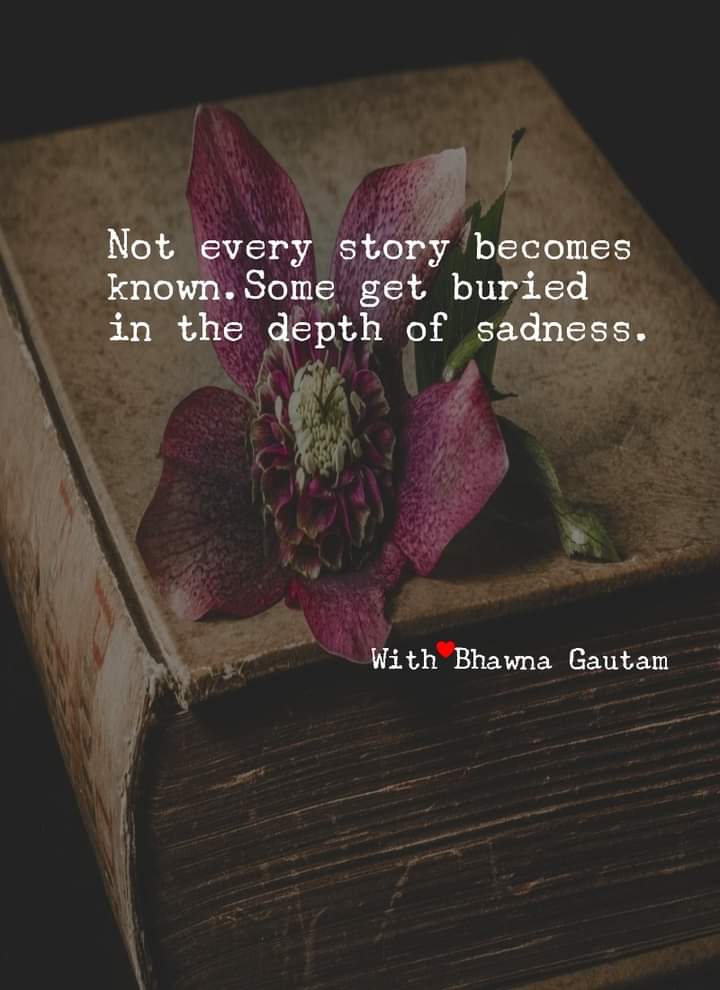 Not every story becomes
known.Some get buried
in the depth of sadness.
With❤Bhawna Gautam